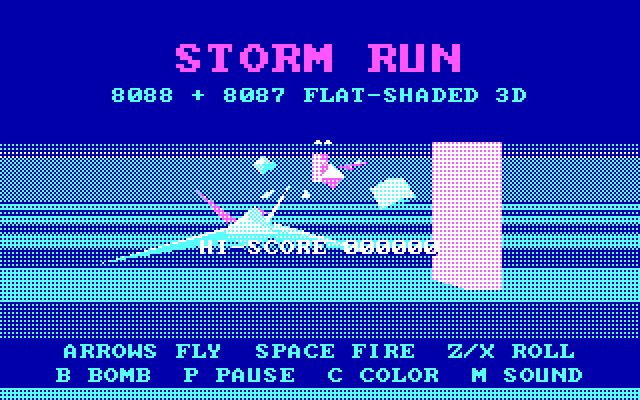 STORM RUN
8088 + 8087 FLAT-SHADED 3D
HI-SCORE 000000
ARROWS FLY  SPACE FIRE  Z/X ROLL
B BOMB  P PAUSE  C COLOR  M SOUND